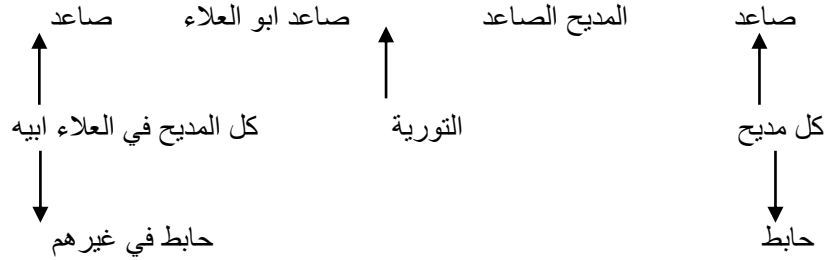 صاعد المديح الصاعد صاعد ابو العلاء صاعد
كل مديح التورية كل المديح في العلاء ابيه
حابط حابط في غيرهم